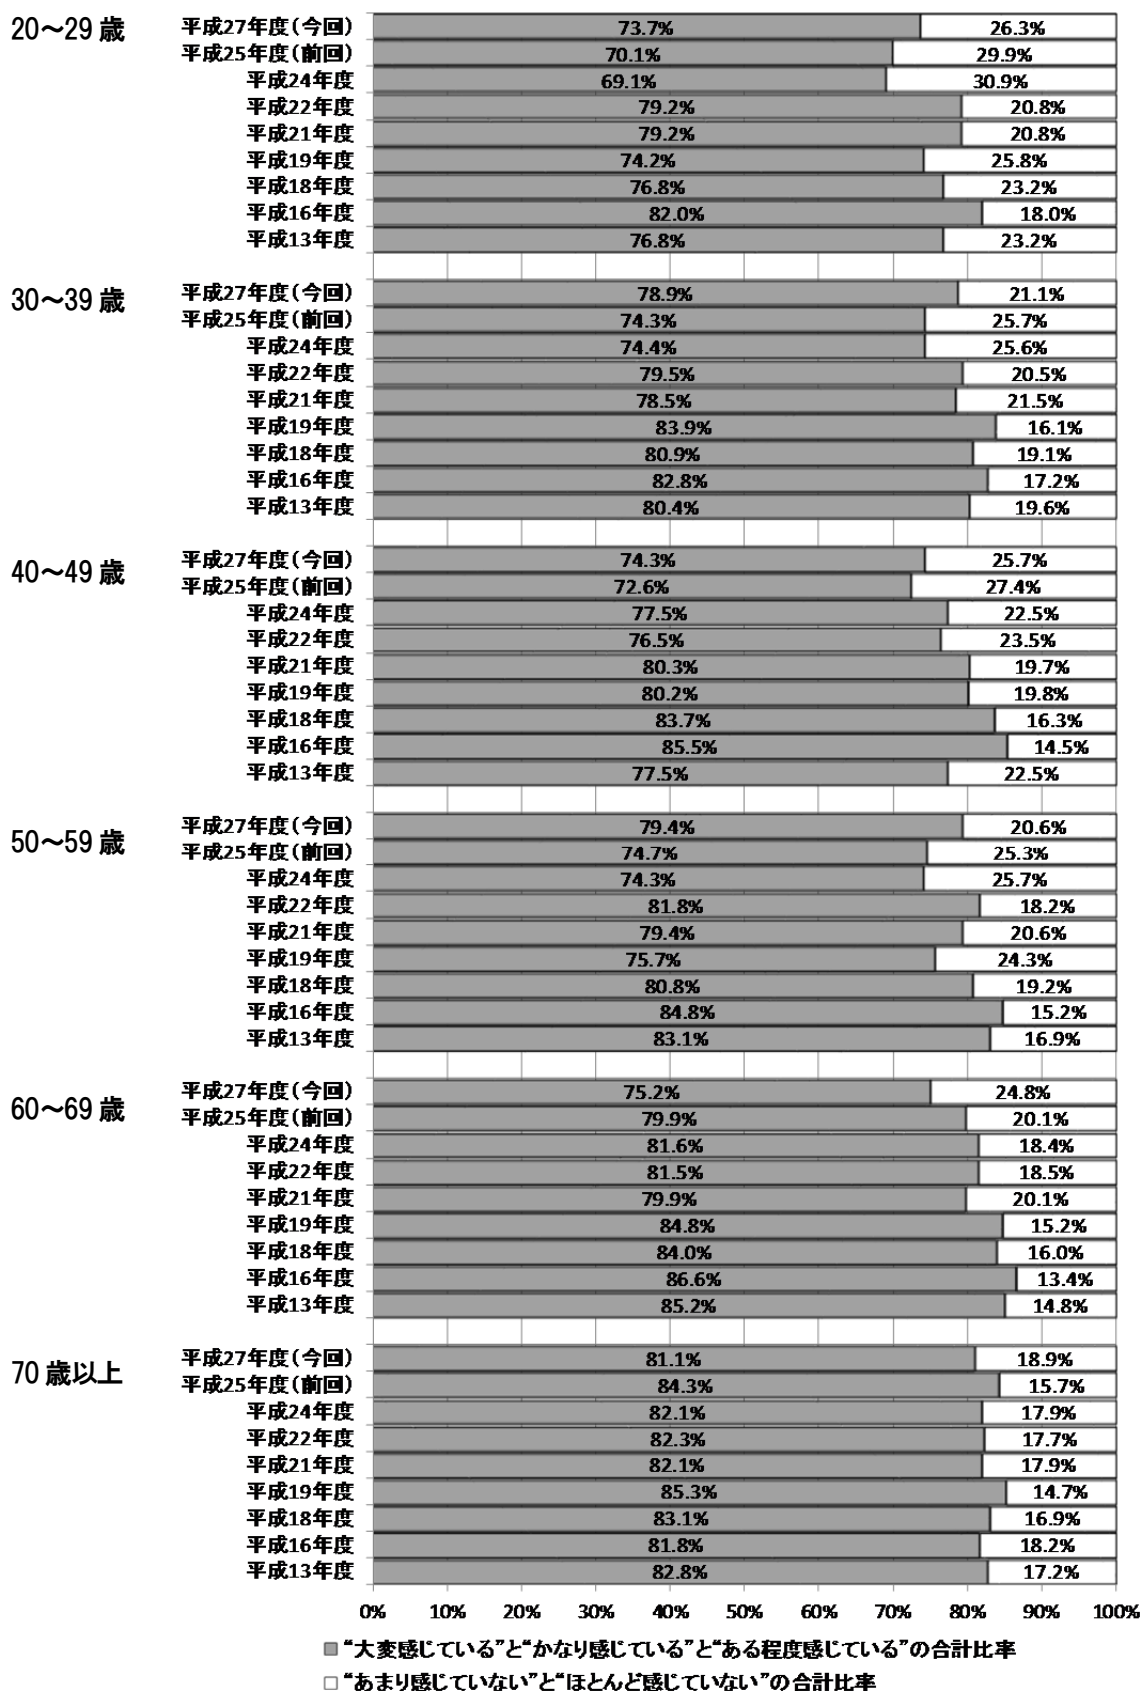 20～29 歳
平成27年度(今回) 73.7% 26.3%
平成25年度(前回) 70.1% 29.9%
平成24年度 69.1% 30.9%
平成22年度 79.2% 20.8%
平成21年度 79.2% 20.8%
平成19年度 74.2% 25.8%
平成18年度 76.8% 23.2%
平成16年度 82.0% 18.0%
平成13年度 76.8% 23.2%
30～39 歳
平成27年度(今回) 78.9% 21.1%
平成25年度(前回) 74.3% 25.7%
平成24年度 74.4% 25.6%
平成22年度 79.5% 20.5%
平成21年度 78.5% 21.5%
平成19年度 83.9% 16.1%
平成18年度 80.9% 19.1%
平成16年度 82.8% 17.2%
平成13年度 80.4% 19.6%
40～49 歳
平成27年度(今回) 74.3% 25.7%
平成25年度(前回) 72.6% 27.4%
平成24年度 77.5% 22.5%
平成22年度 76.5% 23.5%
平成21年度 80.3% 19.7%
平成19年度 80.2% 19.8%
平成18年度 83.7% 16.3%
平成16年度 85.5% 14.5%
平成13年度 77.5% 22.5%
50～59 歳
平成27年度(今回) 79.4% 20.6%
平成25年度(前回) 74.7% 25.3%
平成24年度 74.3% 25.7%
平成22年度 81.8% 18.2%
平成21年度 79.4% 20.6%
平成19年度 75.7% 24.3%
平成18年度 80.8% 19.2%
平成16年度 84.8% 15.2%
平成13年度 83.1% 16.9%
60～69 歳
平成27年度(今回) 75.2% 24.8%
平成25年度(前回) 79.9% 20.1%
平成24年度 81.6% 18.4%
平成22年度 81.5% 18.5%
平成21年度 79.9% 20.1%
平成19年度 84.8% 15.2%
平成18年度 84.0% 16.0%
平成16年度 86.6% 13.4%
平成13年度 85.2% 14.8%
70 歳以上
平成27年度(今回) 81.1% 18.9%
平成25年度(前回) 84.3% 15.7%
平成24年度 82.1% 17.9%
平成22年度 82.3% 17.7%
平成21年度 82.1% 17.9%
平成19年度 85.3% 14.7%
平成18年度 83.1% 16.9%
平成16年度 81.8% 18.2%
平成13年度 82.8% 17.2%
0% 10% 20% 30% 40% 50% 60% 70% 80% 90% 100%
“大変感じている”と“かなり感じている”と“ある程度感じている”の合計比率
“あまり感じていない”と“ほとんど感じていない”の合計比率